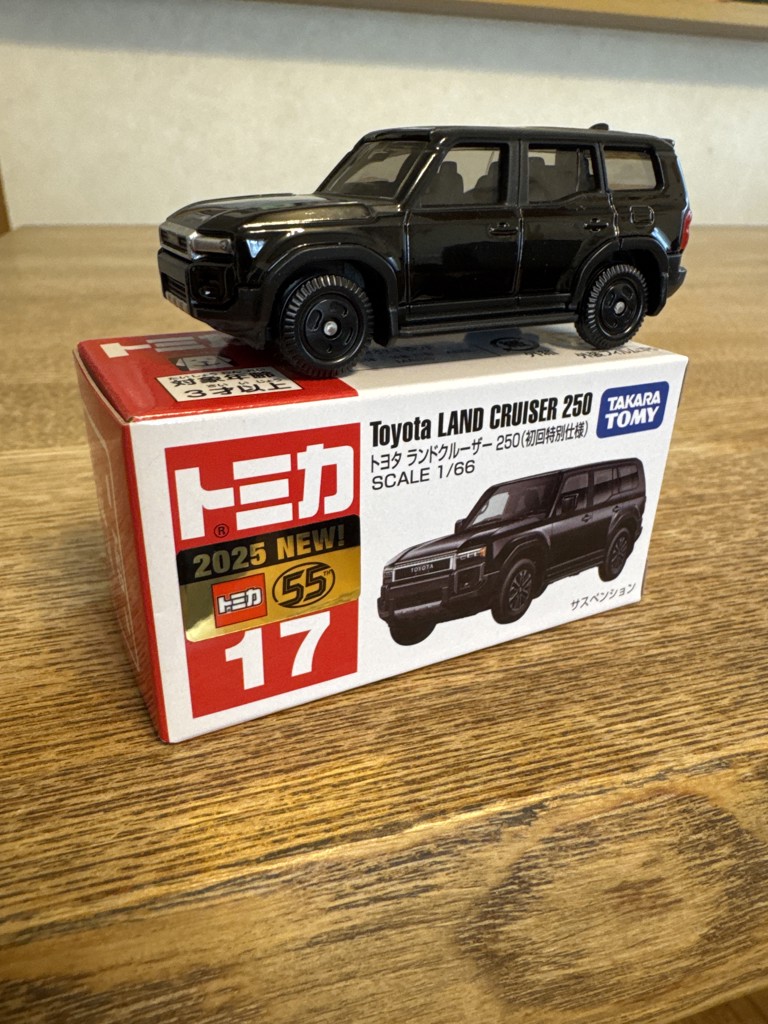 対象年齢
3才以上
トミカ
®
2025 NEW!
トミカ 55th
17
Toyota LAND CRUISER 250
トヨタ ランドクルーザー 250(初回特別仕様)
SCALE 1/66
TAKARA
TOMY
TOYOTA
サスペンション